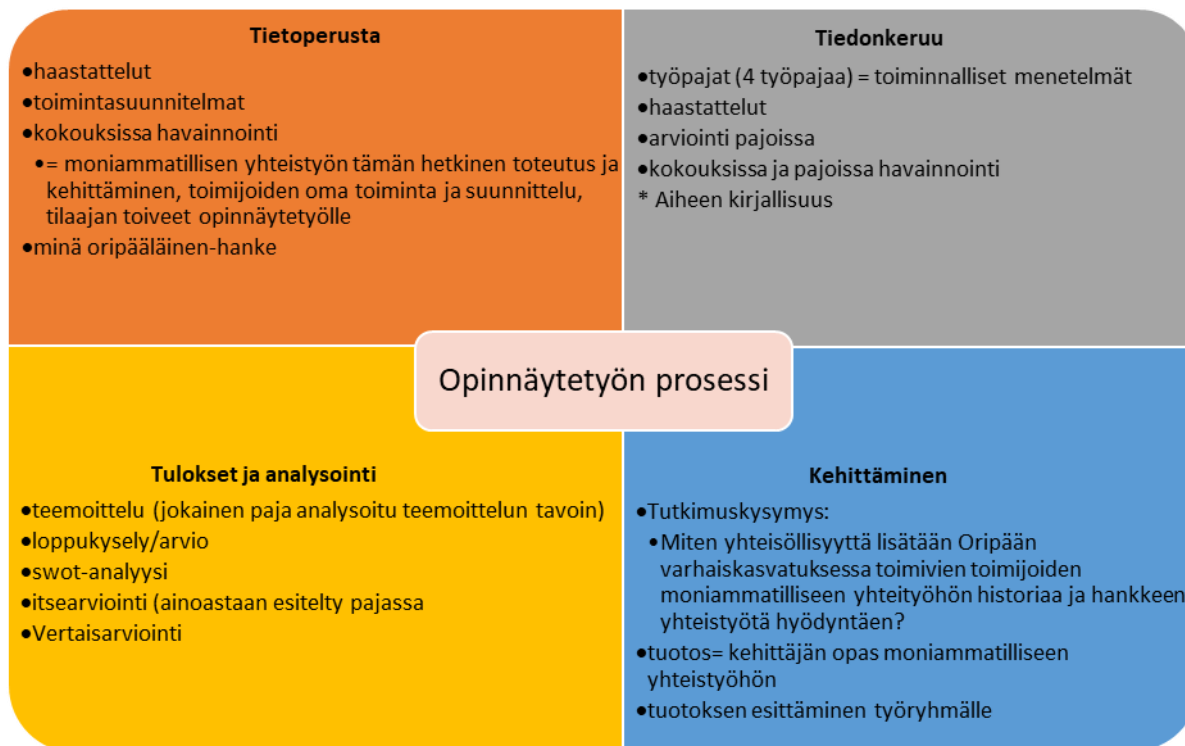 Tietoperusta
•haastattelut
•toimintasuunnitelmat
•kokouksissa havainnointi
•= moniammatillisen yhteistyön tämän hetkinen toteutus ja
kehittäminen, toimijoiden oma toiminta ja suunnittelu,
tilaajan toiveet opinnäytetyölle
•minä oripääläinen-hanke
Tiedonkeruu
•työpajat (4 työpajaa) = toiminnalliset menetelmät
•haastattelut
•arviointi pajoissa
•kokouksissa ja pajoissa havainnointi
* Aiheen kirjallisuus
Opinnäytetyön prosessi
Tulokset ja analysointi
•teemoittelu (jokainen paja analysoitu teemoittelun tavoin)
•loppukysely/arvio
•swot-analyysi
•itsearviointi (ainoastaan esitelty pajassa
•Vertaisarviointi
Kehittäminen
•Tutkimuskysymys:
•Miten yhteisöllisyyttä lisätään Oripään
varhaiskasvatuksessa toimivien toimijoiden
moniammatilliseen yhteityöhön historiaa ja hankkeen
yhteistyötä hyödyntäen?
•tuotos= kehittäjän opas moniammatilliseen
yhteistyöhön
•tuotoksen esittäminen työryhmälle